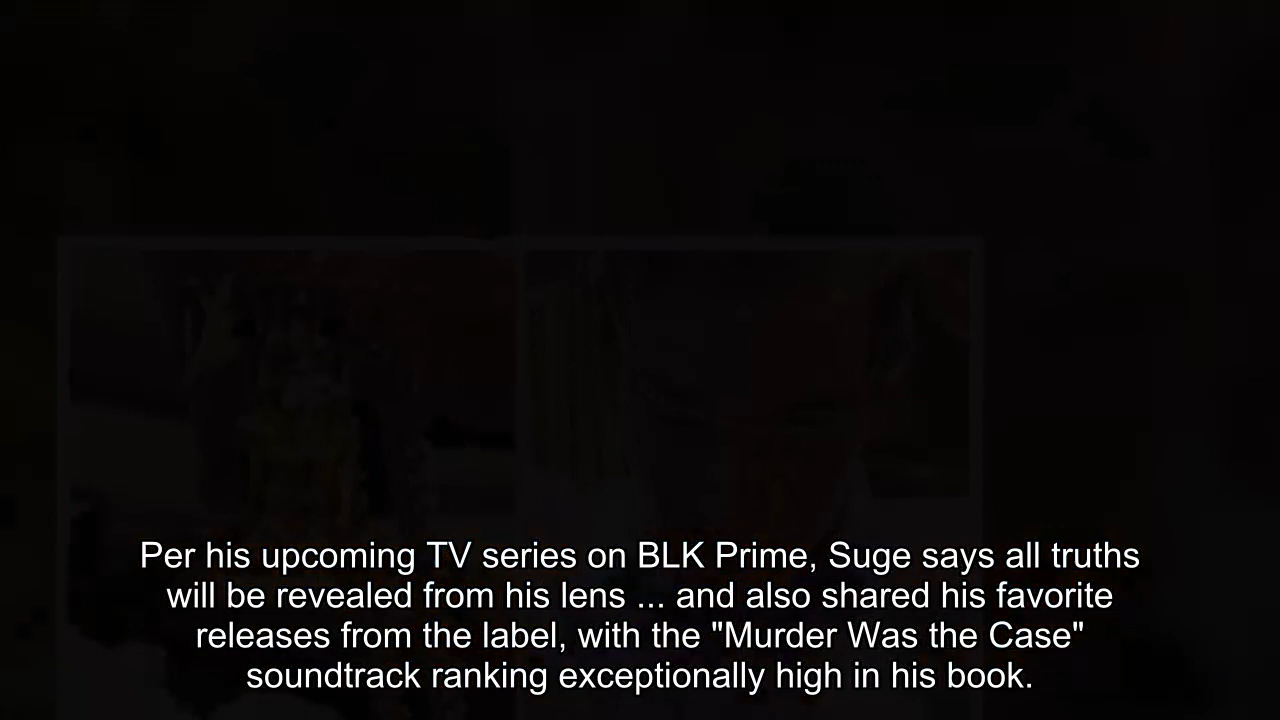 Per his upcoming TV series on BLK Prime, Suge says all truths
will be revealed from his lens ... and also shared his favorite
releases from the label, with the "Murder Was the Case"
soundtrack ranking exceptionally high in his book.